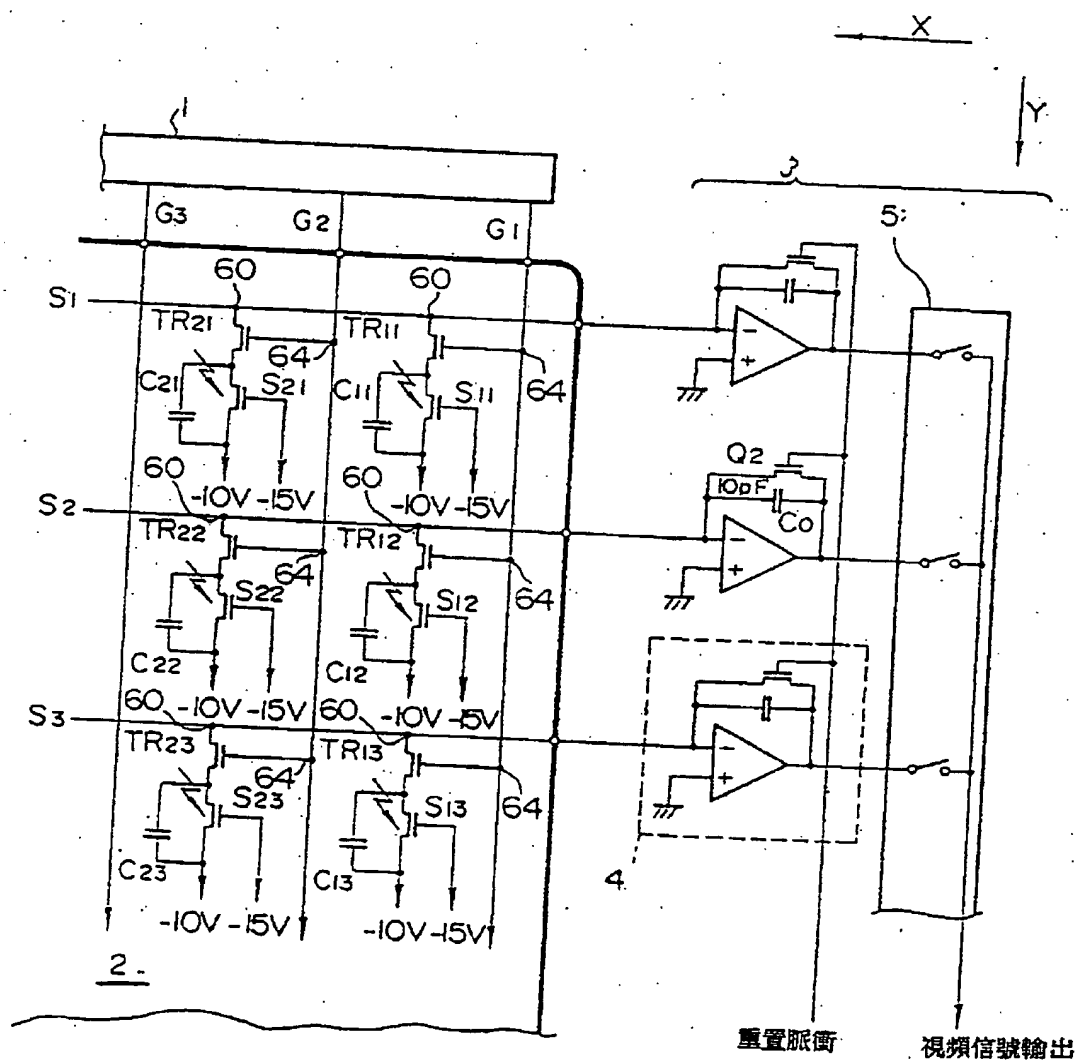 X
Y
1
3
5
G3 G2 G1
60 60
S1
TR21 TR11
64 64
C21 S21 C11 S11
-10V -15V -10V -15V
60 60
Q2
10pF
C0
S2
TR22 TR12
64 64
S22 S12
C22 C12
-10V -15V -10V -15V
60 60
S3
TR23 TR13
64 64
S23 S13
C23 C13
4
-10V -15V -10V -15V
2
重置脈衝 視頻信號輸出